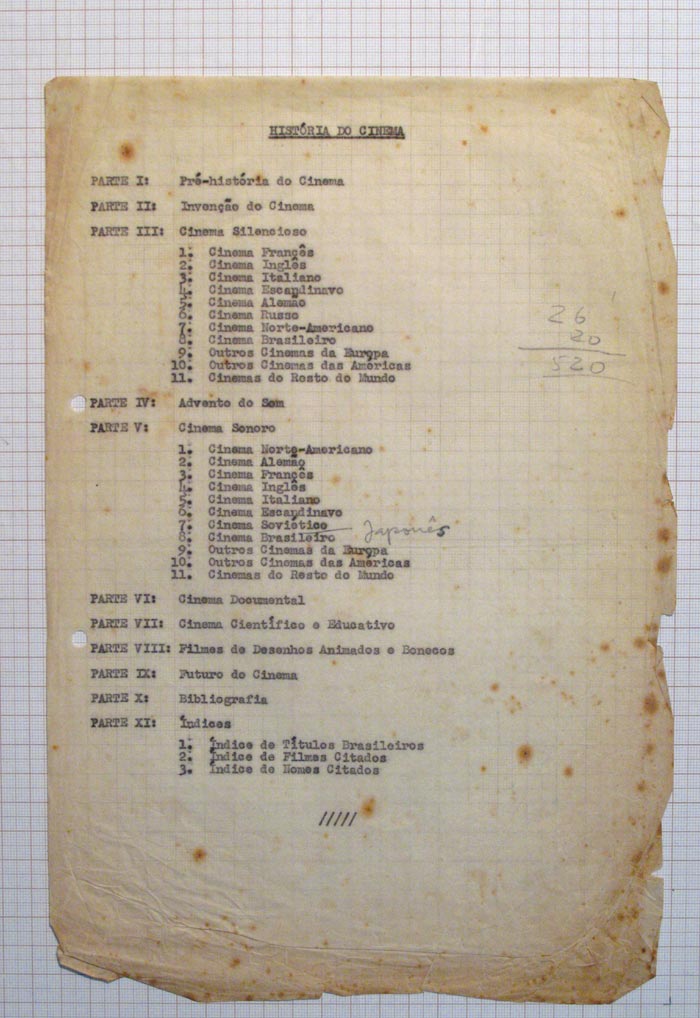 HISTÓRIA DO CINEMA
PARTE I: Pré-história do Cinema
PARTE II: Invenção do Cinema
PARTE III: Cinema Silencioso
1. Cinema Francês
2. Cinema Inglês
3. Cinema Italiano
4. Cinema Escandinavo
5. Cinema Alemão
6. Cinema Russo
7. Cinema Norte-Americano
8. Cinema Brasileiro
9. Outros Cinemas da Europa
10. Outros Cinemas das Américas
11. Cinemas do Resto do Mundo
26
20
520
PARTE IV: Advento do Som
PARTE V: Cinema Sonoro
1. Cinema Norte-Americano
2. Cinema Alemão
3. Cinema Francês
4. Cinema Inglês
5. Cinema Italiano
6. Cinema Escandinavo
7. Cinema Soviético — Japonês
8. Cinema Brasileiro
9. Outros Cinemas da Europa
10. Outros Cinemas das Américas
11. Cinemas do Resto do Mundo
PARTE VI: Cinema Documental
PARTE VII: Cinema Científico e Educativo
PARTE VIII: Filmes de Desenhos Animados e Bonecos
PARTE IX: Futuro do Cinema
PARTE X: Bibliografia
PARTE XI: Índices
1. Índice de Títulos Brasileiros
2. Índice de Filmes Citados
3. Índice de Nomes Citados
/////